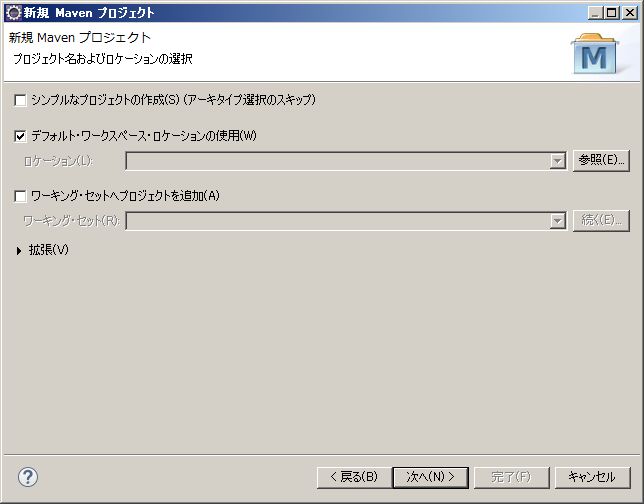 新規 Maven プロジェクト
新規 Maven プロジェクト
プロジェクト名およびロケーションの選択
M
シンプルなプロジェクトの作成(S) (アーキタイプ選択のスキップ)
デフォルト・ワークスペース・ロケーションの使用(W)
ロケーション(L): 参照(E)...
ワーキング・セットへプロジェクトを追加(A)
ワーキング・セット(R): 続く(E)...
拡張(V)
? < 戻る(B) 次へ(N) > 完了(F) キャンセル